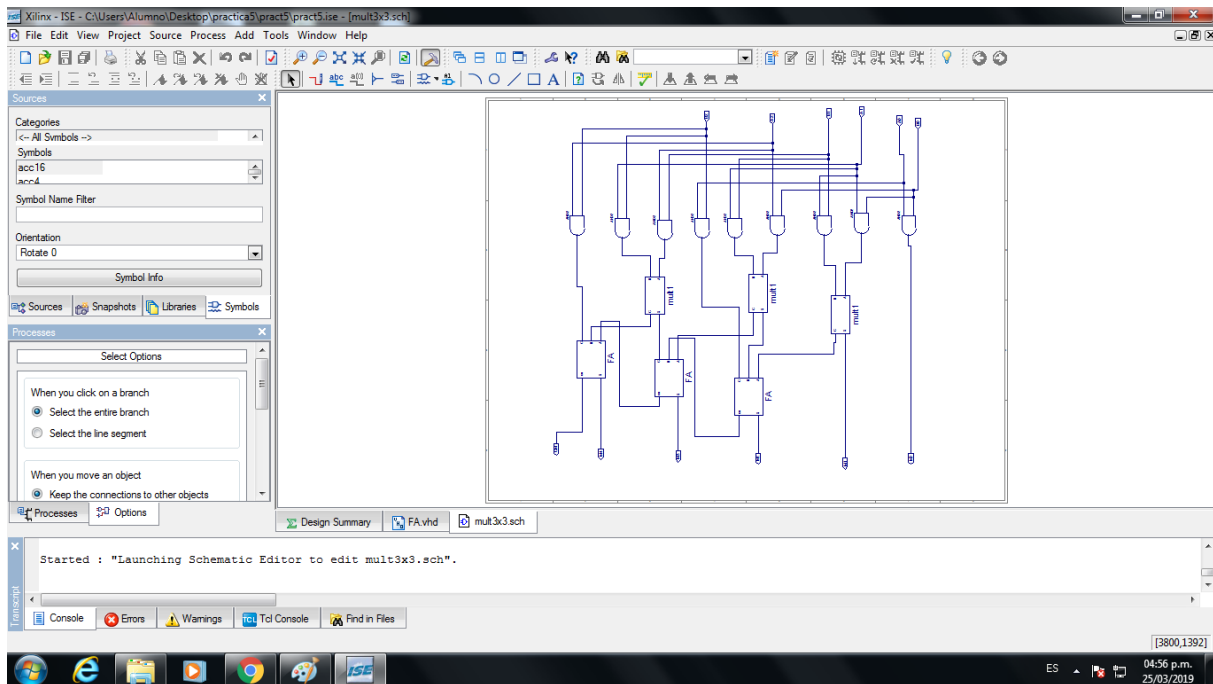 Xilinx - ISE - C:\Users\Alumno\Desktop\practica5\pract5\pract5.ise - [mult3x3.sch]
File Edit View Project Source Process Add Tools Window Help
Sources
Categories
<-- All Symbols -->
Symbols
acc16
acc4
Symbol Name Filter
Orientation
Rotate 0
Symbol Info
Sources Snapshots Libraries Symbols
Processes
Select Options
When you click on a branch
Select the entire branch
Select the line segment
When you move an object
Keep the connections to other objects
Processes Options
mult1
mult1
mult1
FA
FA
FA
Design Summary FA.vhd mult3x3.sch
Started : "Launching Schematic Editor to edit mult3x3.sch".
Transcript
Console Errors Warnings Tcl Console Find in Files
[3800,1392]
ISE
ES
04:56 p.m.
25/03/2019